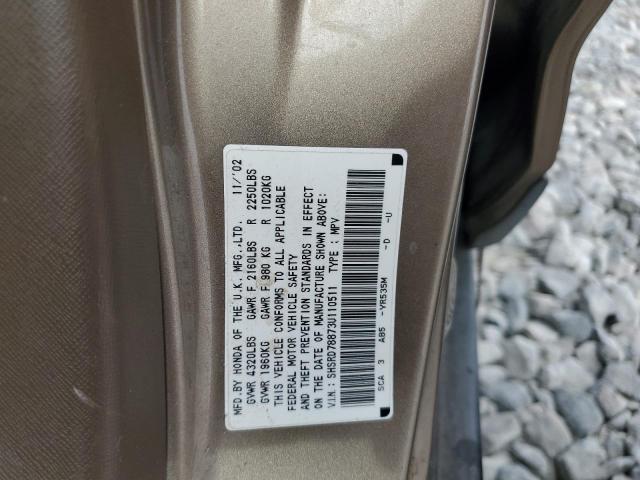 MFD.BY HONDA OF THE U.K. MFG.,LTD. 11/'02
GVWR 4320LBS GAWR F 2160LBS R 2250LBS
GVWR 1960KG GAWR F 980 KG R 1020KG
THIS VEHICLE CONFORMS TO ALL APPLICABLE
FEDERAL MOTOR VEHICLE SAFETY
AND THEFT PREVENTION STANDARDS IN EFFECT
ON THE DATE OF MANUFACTURE SHOWN ABOVE:
V.I.N.: SHSRD78873U110511 TYPE : MPV
SCA 3 AB5 -YR535M -D -U